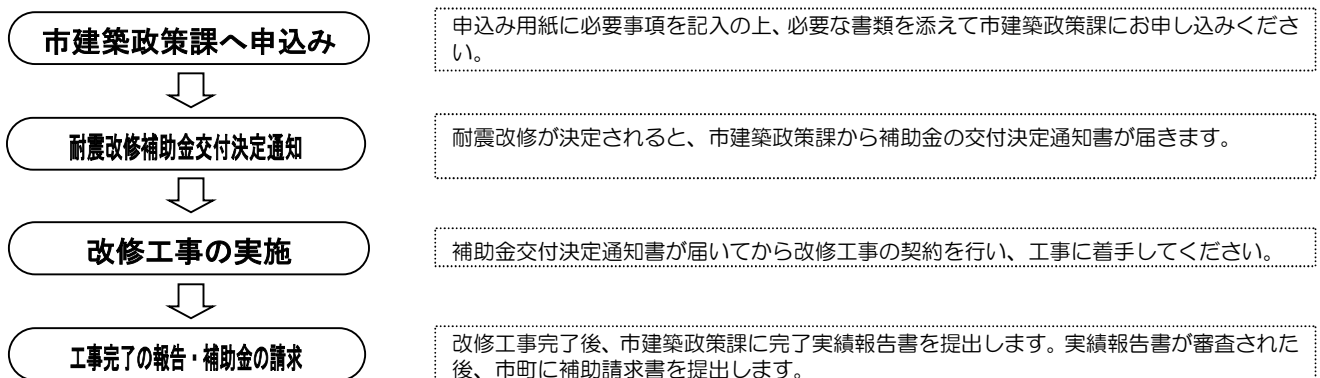 市建築政策課へ申込み
申込み用紙に必要事項を記入の上、必要な書類を添えて市建築政策課にお申し込みくださ
い。
耐震改修補助金交付決定通知
耐震改修が決定されると、市建築政策課から補助金の交付決定通知書が届きます。
改修工事の実施
補助金交付決定通知書が届いてから改修工事の契約を行い、工事に着手してください。
工事完了の報告・補助金の請求
改修工事完了後、市建築政策課に完了実績報告書を提出します。実績報告書が審査された
後、市町に補助請求書を提出します。